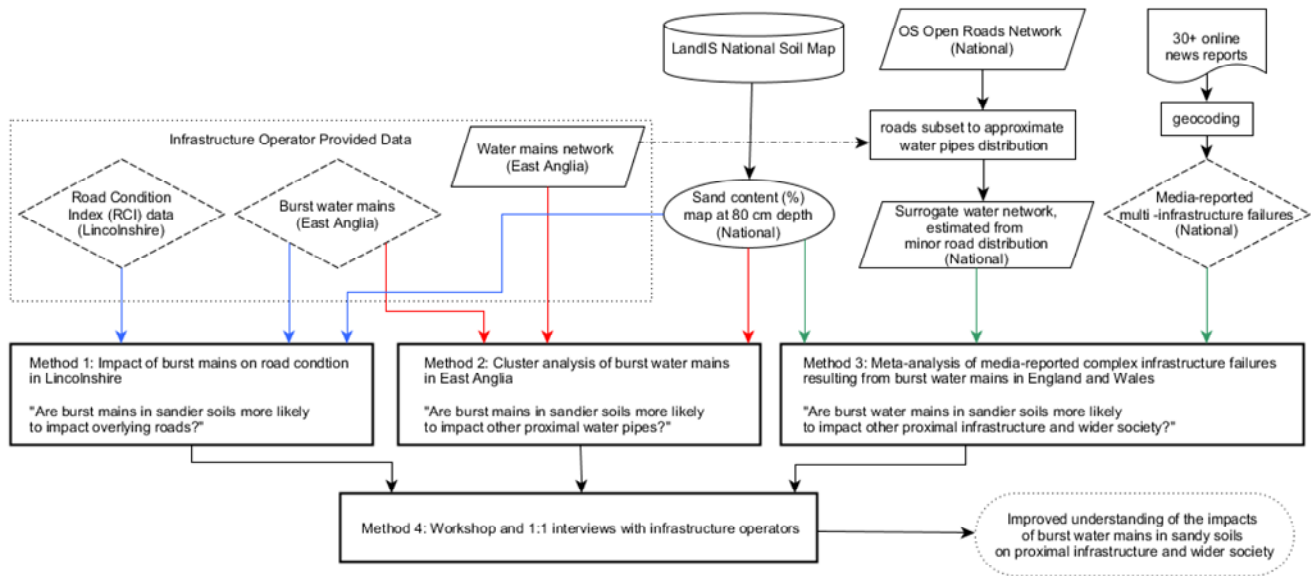 LandIS National Soil Map
OS Open Roads Network
(National)
30+ online
news reports
geocoding
roads subset to approximate
water pipes distribution
Infrastructure Operator Provided Data
Water mains network
(East Anglia)
Road Condition
Index (RCI) data
(Lincolnshire)
Burst water mains
(East Anglia)
Sand content (%)
map at 80 cm depth
(National)
Surrogate water network,
estimated from
minor road distribution
(National)
Media-reported
multi -infrastructure failures
(National)
Method 1: Impact of burst mains on road condtion
in Lincolnshire
"Are burst mains in sandier soils more likely
to impact overlying roads?"
Method 2: Cluster analysis of burst water mains
in East Anglia
"Are burst mains in sandier soils more likely
to impact other proximal water pipes?"
Method 3: Meta-analysis of media-reported complex infrastructure failures
resulting from burst water mains in England and Wales
"Are burst water mains in sandier soils more likely
to impact other proximal infrastructure and wider society?"
Method 4: Workshop and 1:1 interviews with infrastructure operators
Improved understanding of the impacts
of burst water mains in sandy soils
on proximal infrastructure and wider society